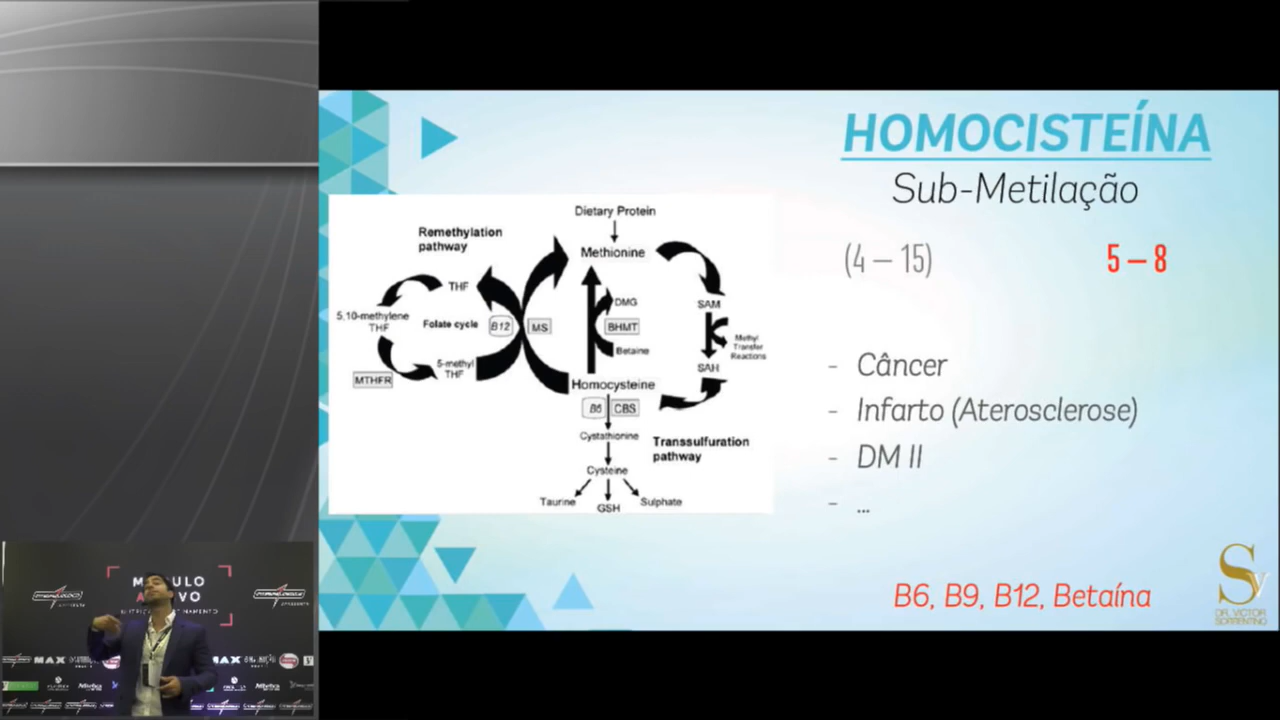 HOMOCISTEÍNA
Sub-Metilação
(4 – 15)
5 – 8
Dietary Protein
Remethylation
pathway
Methionine
THF
5,10-methylene
THF
Folate cycle
B12
MS
DMG
BHMT
Betaine
SAM
Methyl
Transfer
Reactions
SAH
5-methyl
THF
MTHFR
Homocysteine
B6
CBS
Cystathionine
Transsulfuration
pathway
Cysteine
Taurine
GSH
Sulphate
- Câncer
- Infarto (Aterosclerose)
- DM II
- ...
B6, B9, B12, Betaína
Sv
DR. VICTOR
SORRENTINO
MAX